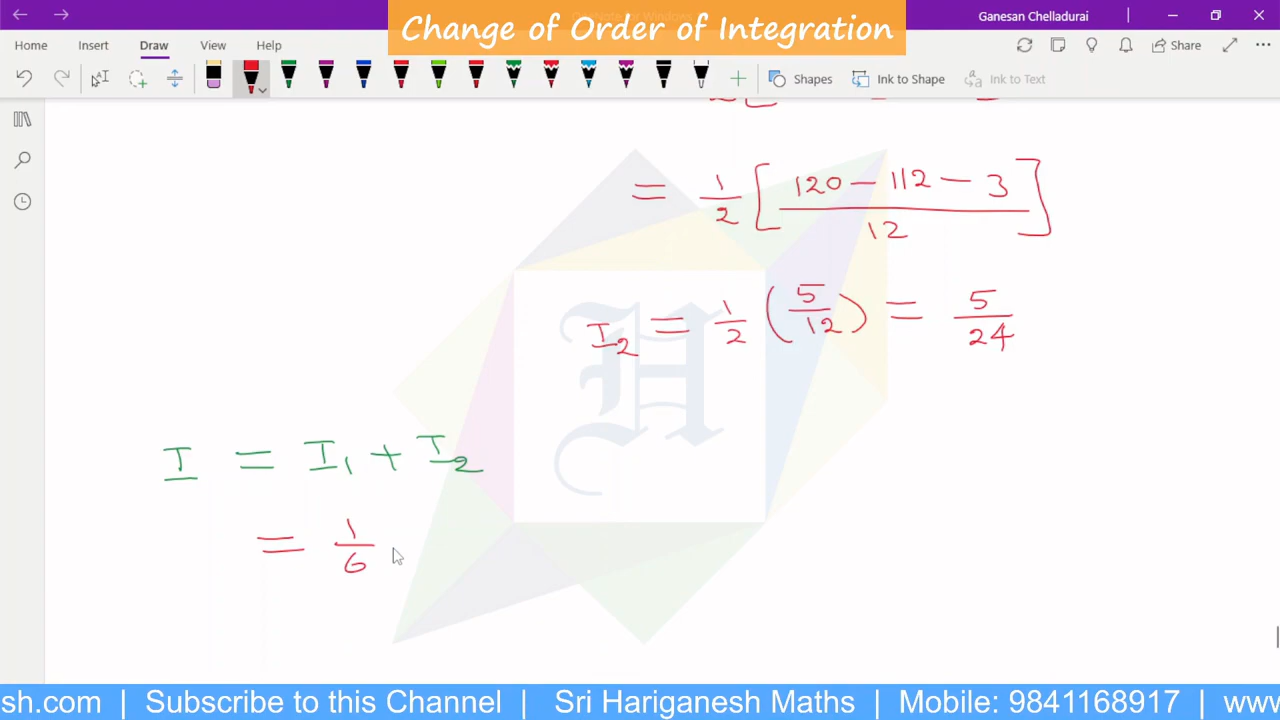 Change of Order of Integration
Ganesan Chelladurai
Home Insert Draw View Help
Share
Shapes Ink to Shape Ink to Text
= 1/2 [ (120 - 112 - 3)/12 ]
I₂ = 1/2 (5/12) = 5/24
I = I₁ + I₂
= 1/6
sh.com | Subscribe to this Channel | Sri Hariganesh Maths | Mobile: 9841168917 | www